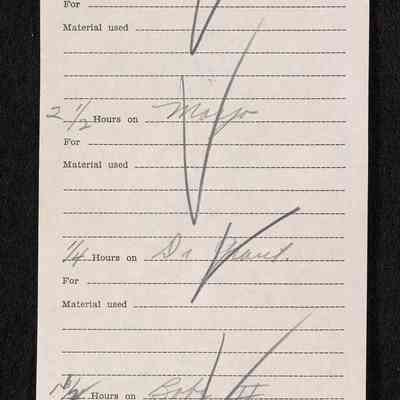 For
Material used
2 1/2 Hours on Mayo
For
Material used
1/4 Hours on Dr
For
Material used
Hours on II